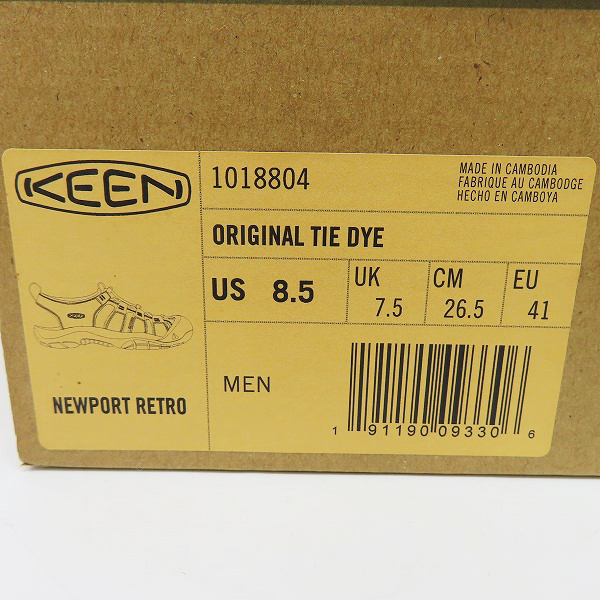 KEEN
1018804
MADE IN CAMBODIA
FABRIQUE AU CAMBODGE
HECHO EN CAMBOYA
ORIGINAL TIE DYE
US 8.5
UK 7.5
CM 26.5
EU 41
KEEN
NEWPORT RETRO
MEN
1 91190 09330 6